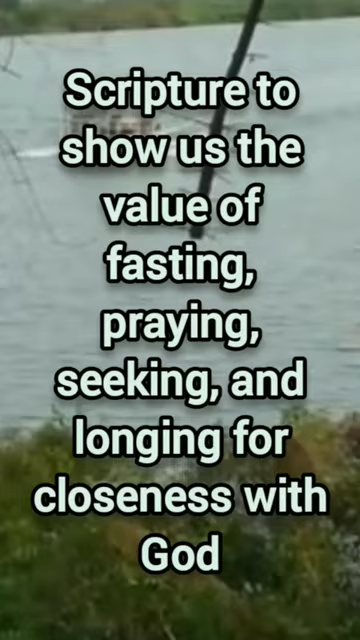 Scripture to
show us the
value of
fasting,
praying,
seeking, and
longing for
closeness with
God